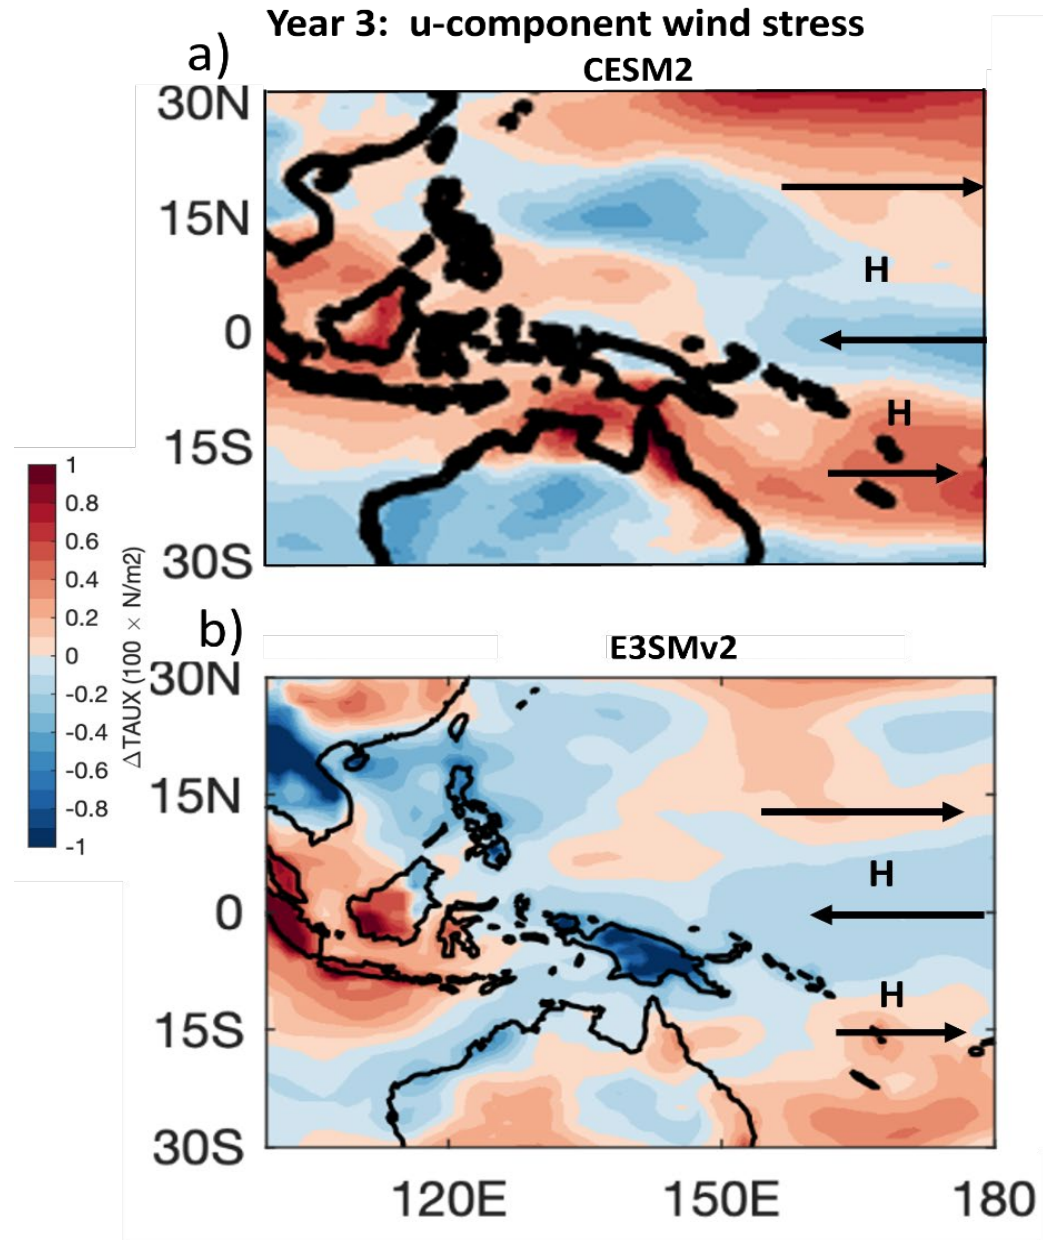 Year 3: u-component wind stress
a)
CESM2
30N
15N
H
0
H
15S
30S
1
0.8
0.6
0.4
0.2
0
-0.2
-0.4
-0.6
-0.8
-1
ΔTAUX (100 × N/m2)
b)
E3SMv2
30N
15N
H
0
H
15S
30S
120E 150E 180